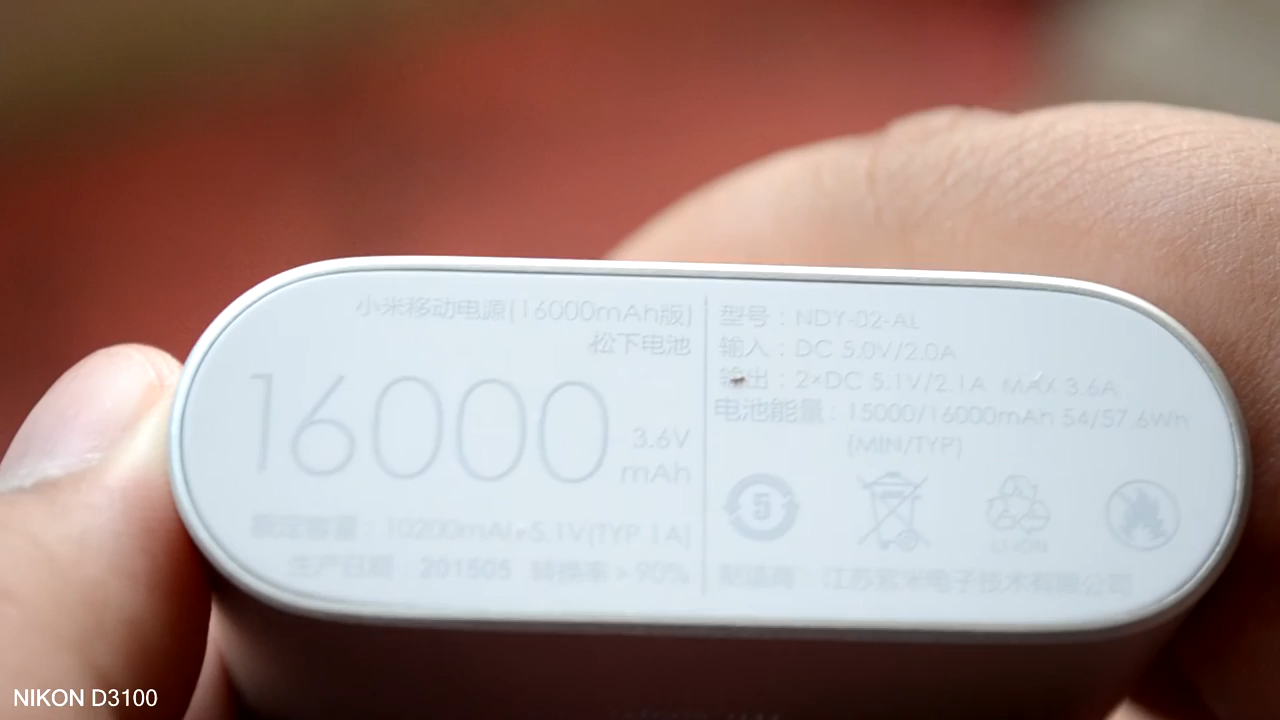 小米移动电源(16000mAh版)
松下电池
16000
3.6V
mAh
额定容量：10200mAh 5.1V(TYP 1A)
生产日期：201505 转换率>90%
型号：NDY-02-AL
输入：DC 5.0V/2.0A
输出：2×DC 5.1V/2.1A MAX 3.6A
电池能量：15000/16000mAh 54/57.6Wh
(MIN/TYP)
5
LI-ION
制造商：江苏紫米电子技术有限公司
NIKON D3100